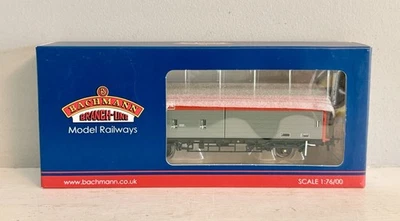 BACHMANN
BRANCH-LINE
Model Railways
www.bachmann.co.uk
SCALE 1:76/00